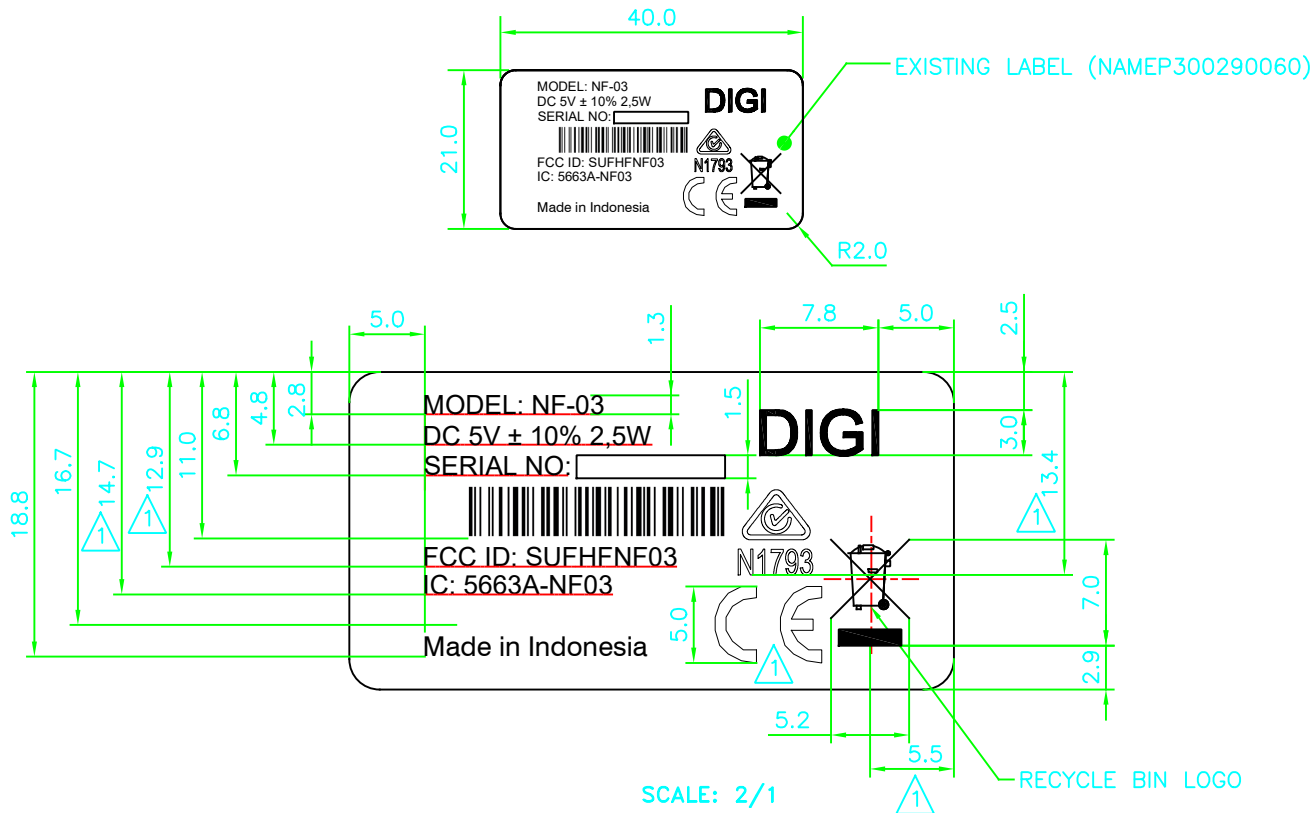 40.0
EXISTING LABEL (NAMEP300290060)
21.0
MODEL: NF-03
DC 5V ± 10% 2,5W
SERIAL NO:
DIGI
FCC ID: SUFHFNF03
IC: 5663A-NF03
N1793
Made in Indonesia
CE
R2.0
5.0
1.3
7.8
5.0
2.5
18.8
16.7
14.7
1
12.9
1
11.0
6.8
4.8
2.8
MODEL: NF-03
DC 5V ± 10% 2,5W
SERIAL NO:
1.5
DIGI
3.0
13.4
1
FCC ID: SUFHFNF03
IC: 5663A-NF03
N1793
Made in Indonesia
5.0
CE
1
7.0
2.9
5.2
5.5
1
RECYCLE BIN LOGO
SCALE: 2/1